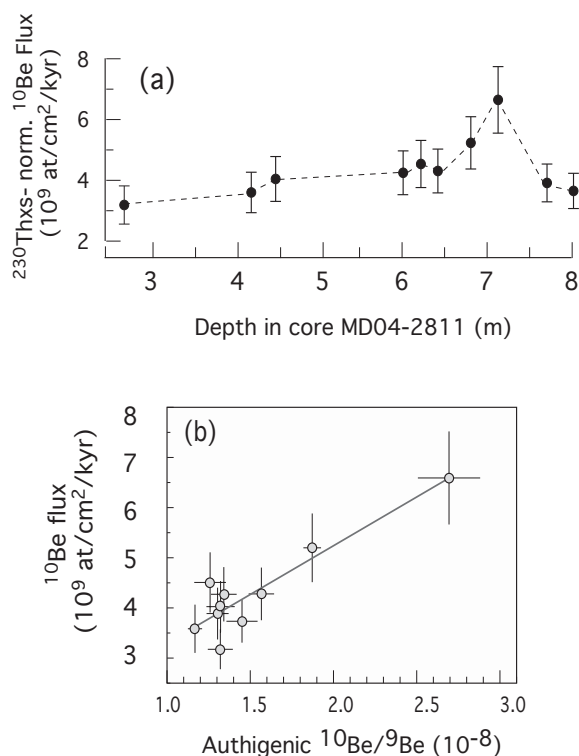 (a)
²³⁰Thxs- norm. ¹⁰Be Flux
(10⁹ at/cm²/kyr)
8
6
4
2
3 4 5 6 7 8
Depth in core MD04-2811 (m)
(b)
¹⁰Be flux
(10⁹ at/cm²/kyr)
8
7
6
5
4
3
1.0 1.5 2.0 2.5 3.0
Authigenic ¹⁰Be/⁹Be (10⁻⁸)